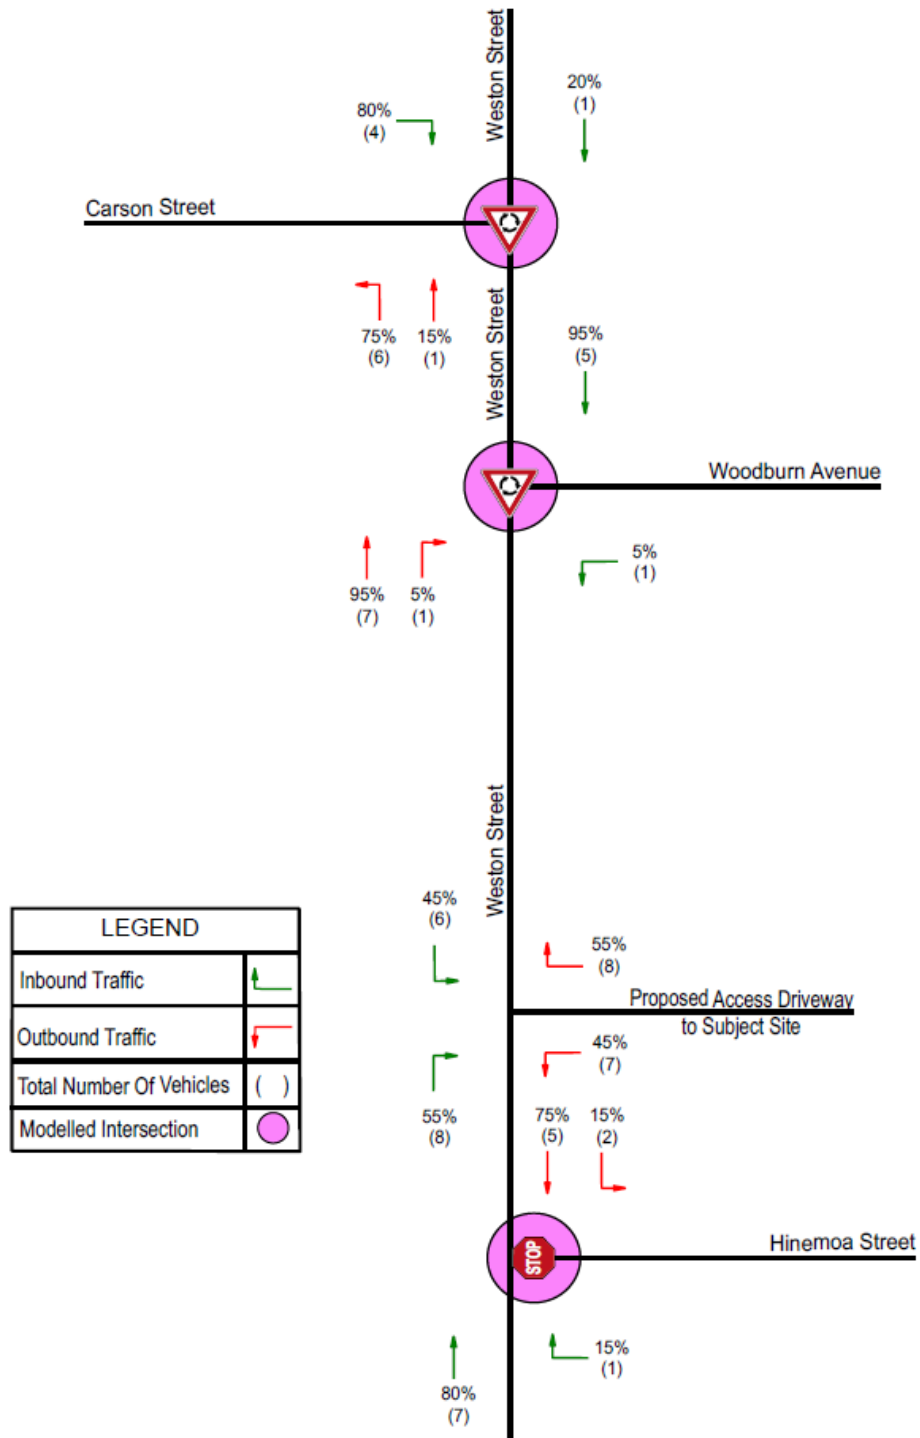 Weston Street
20%
(1)
80%
(4)
Carson Street
Weston Street
75%
(6)
15%
(1)
95%
(5)
Woodburn Avenue
5%
(1)
95%
(7)
5%
(1)
Weston Street
45%
(6)
55%
(8)
Proposed Access Driveway
to Subject Site
45%
(7)
55%
(8)
75%
(5)
15%
(2)
STOP
Hinemoa Street
15%
(1)
80%
(7)
LEGEND
Inbound Traffic
Outbound Traffic
Total Number Of Vehicles ( )
Modelled Intersection